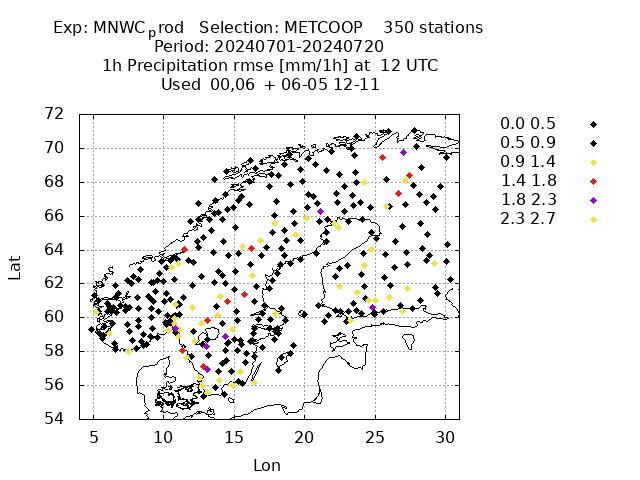 Exp: MNWC_prod Selection: METCOOP 350 stations
Period: 20240701-20240720
1h Precipitation rmse [mm/1h] at 12 UTC
Used 00,06 + 06-05 12-11
72
70
68
66
64
62
60
58
56
54
Lat
5 10 15 20 25 30
Lon
0.0 0.5
0.5 0.9
0.9 1.4
1.4 1.8
1.8 2.3
2.3 2.7